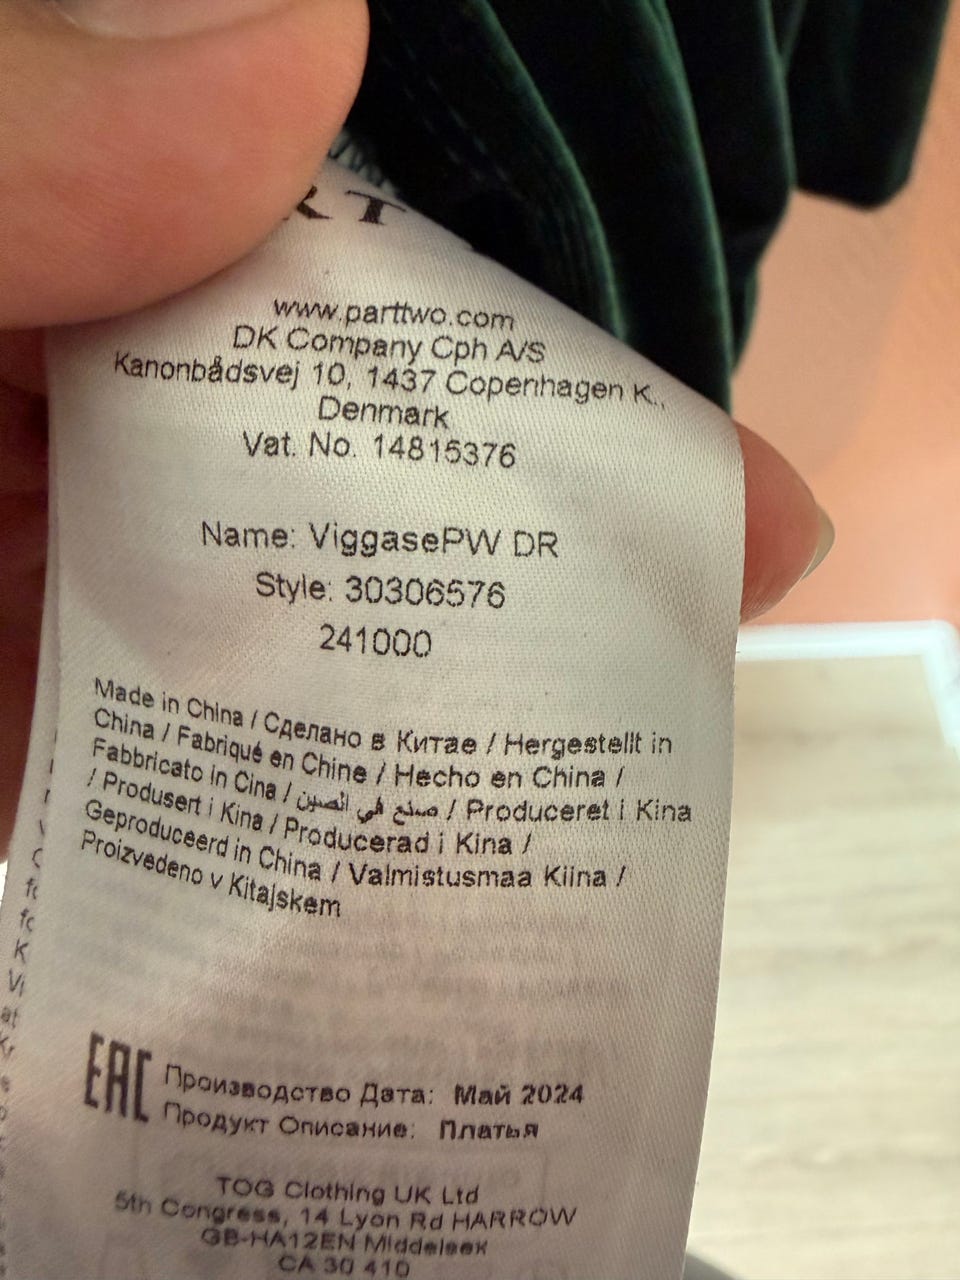 RT
www.parttwo.com
DK Company Cph A/S
Kanonbådsvej 10, 1437 Copenhagen K.,
Denmark
Vat. No. 14815376
Name: ViggasePW DR
Style: 30306576
241000
Made in China / Сделано в Китае / Hergestellt in
China / Fabriqué en Chine / Hecho en China /
Fabbricato in Cina / صنع في الصين / Produceret i Kina
/ Produsert i Kina / Producerad i Kina /
Geproduceerd in China / Valmistusmaa Kiina /
Proizvedeno v Kitajskem
EAC
Производство Дата: Май 2024
Продукт Описание: Платья
TOG Clothing UK Ltd
5th Congress, 14 Lyon Rd HARROW
GB-HA12EN Middelsek
CA 30 410